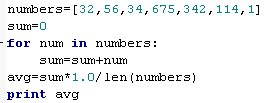 numbers=[32,56,34,675,342,114,1]
sum=0
for num in numbers:
    sum=sum+num
avg=sum*1.0/len(numbers)
print avg